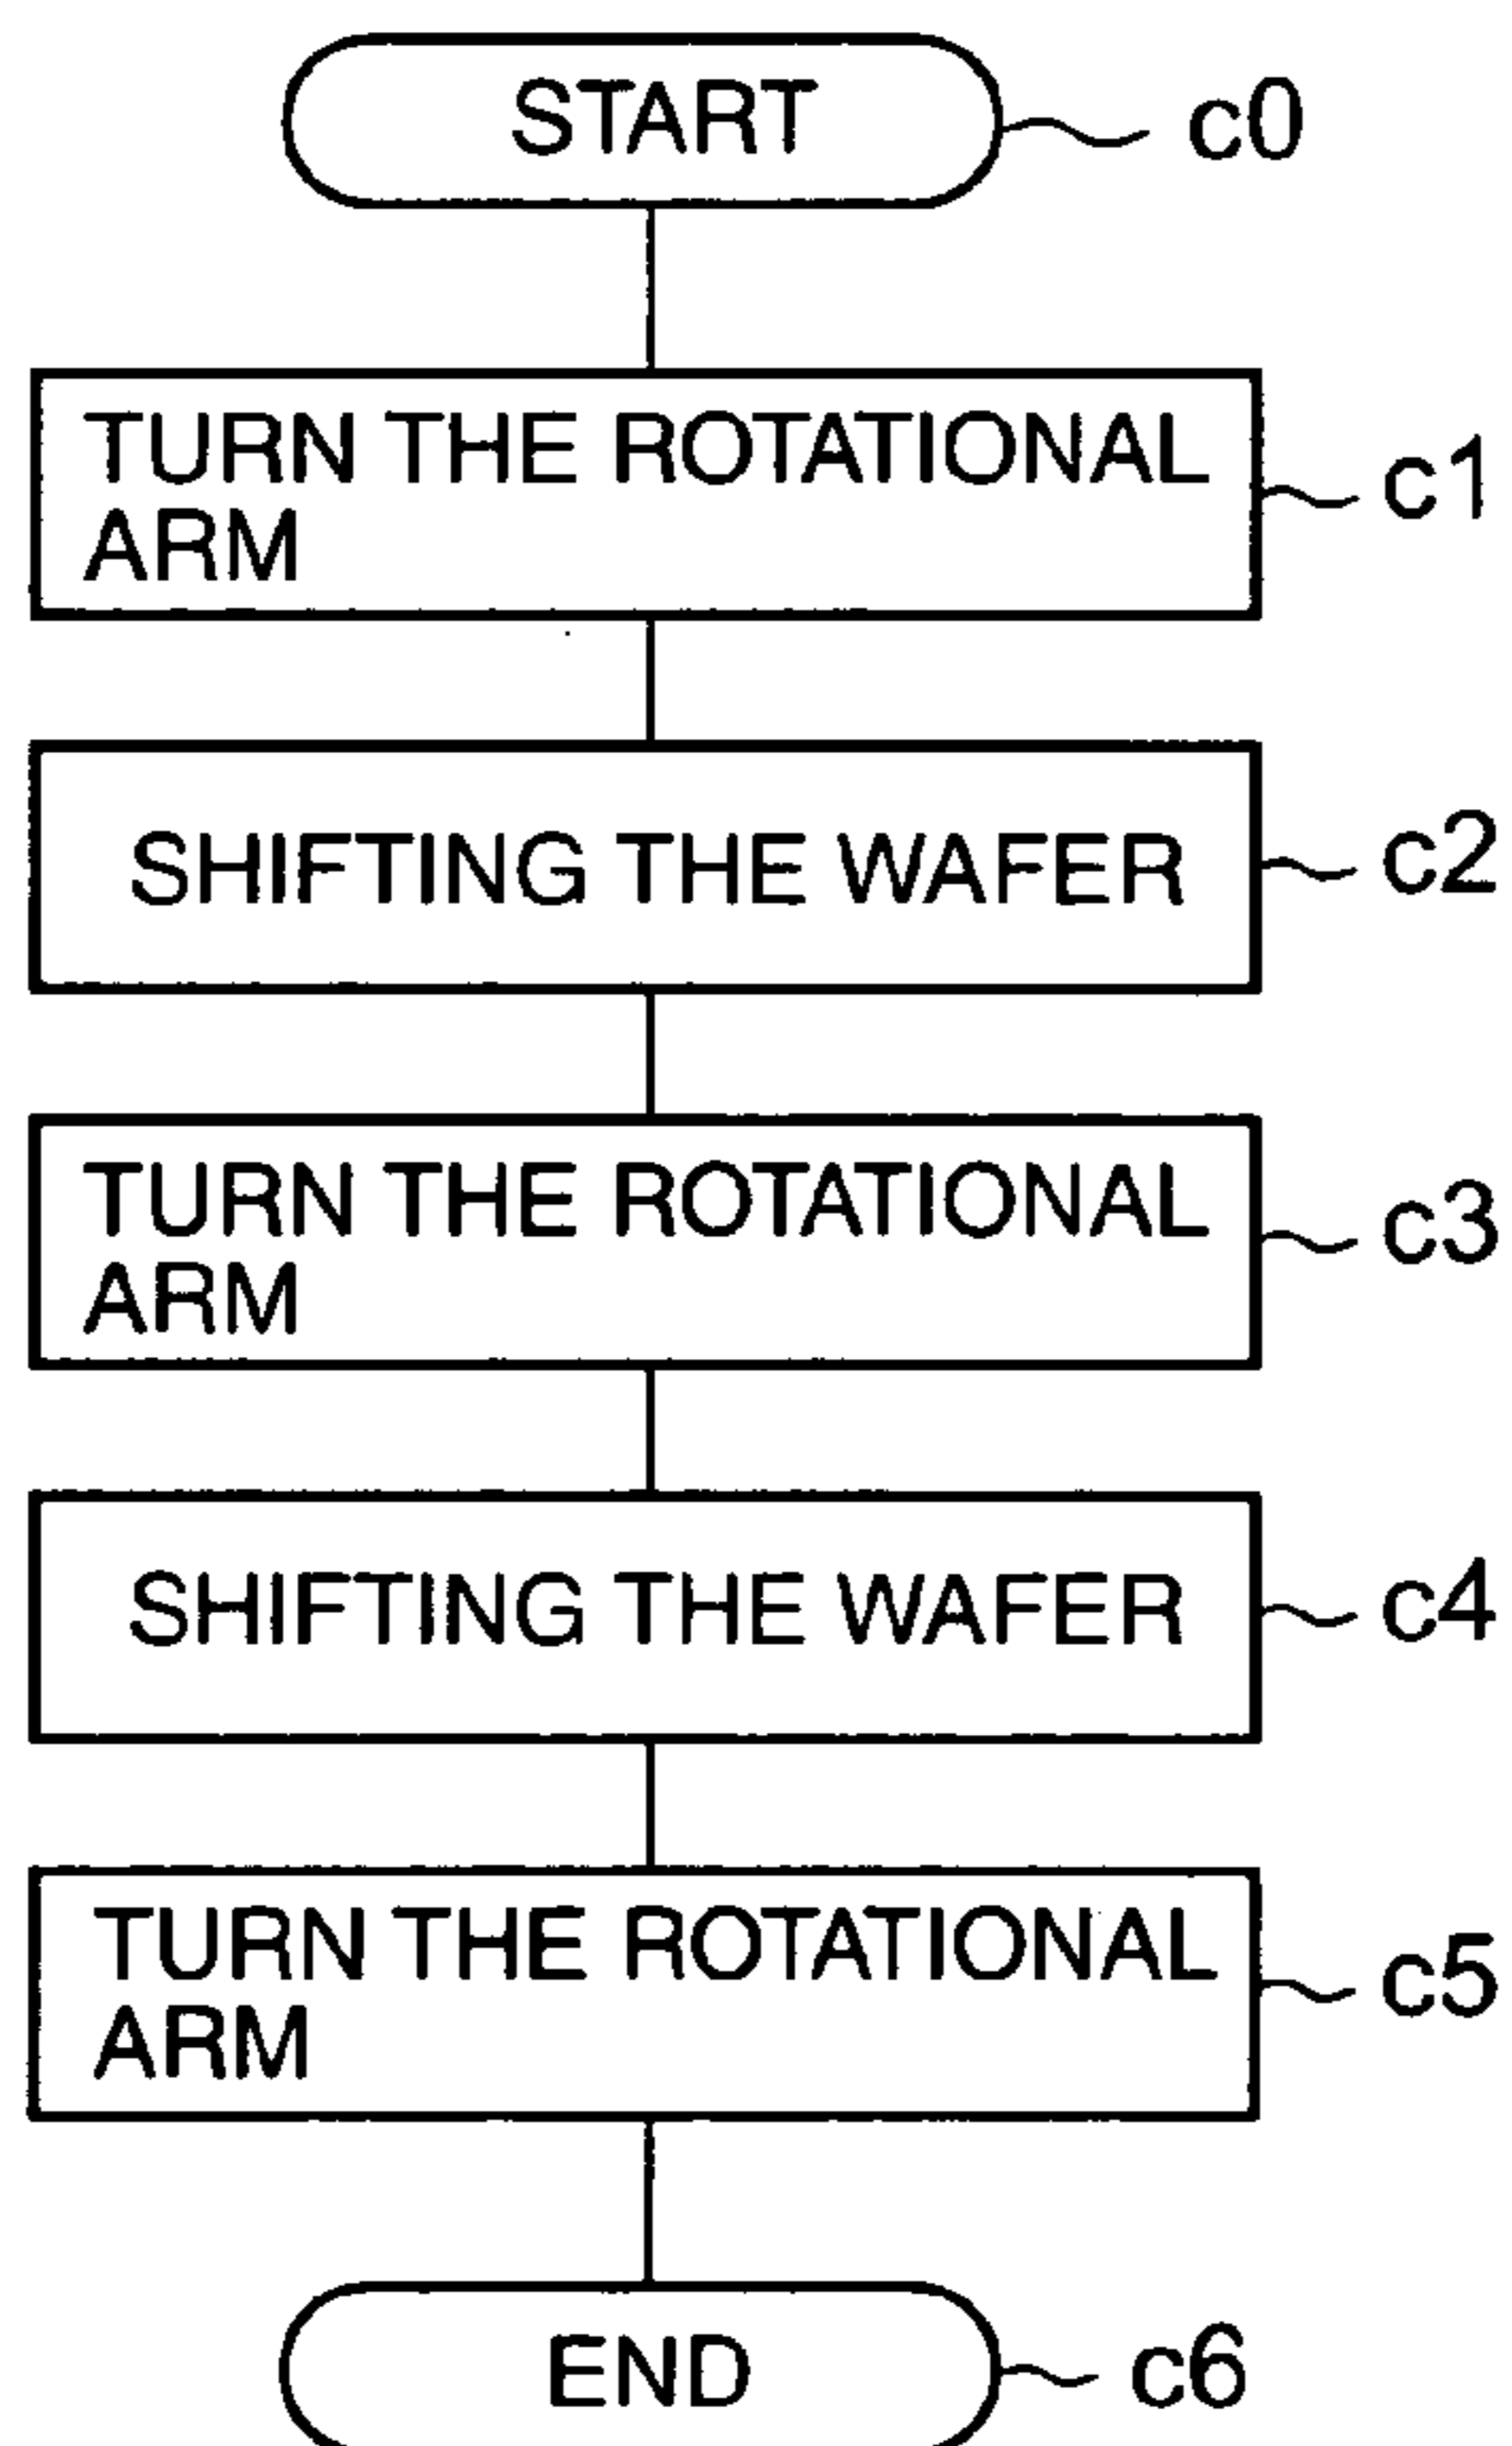 START c0
TURN THE ROTATIONAL
ARM
c1
SHIFTING THE WAFER c2
TURN THE ROTATIONAL
ARM
c3
SHIFTING THE WAFER c4
TURN THE ROTATIONAL
ARM
c5
END c6